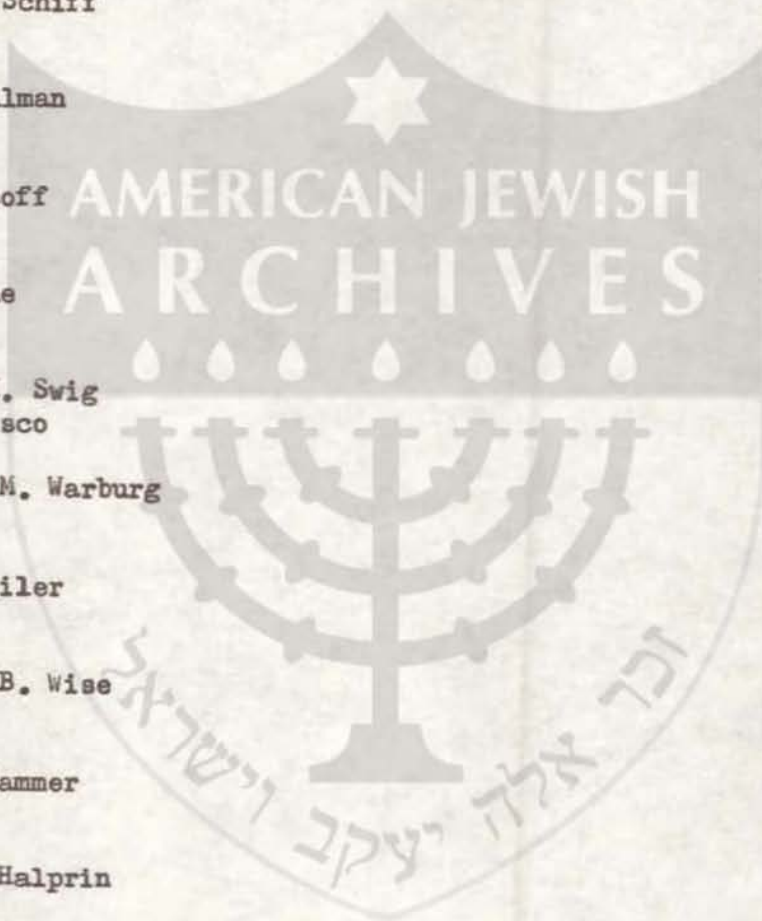 Schiff
lman
off
AMERICAN JEWISH
ARCHIVES
e
. Swig
sco
M. Warburg
iler
B. Wise
ammer
Halprin
זכר אלה יעקב וישראל